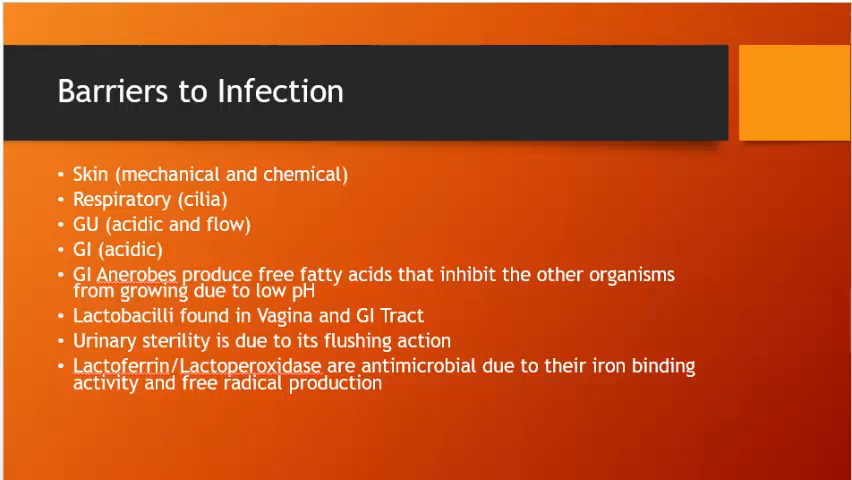 Barriers to Infection
• Skin (mechanical and chemical)
• Respiratory (cilia)
• GU (acidic and flow)
• GI (acidic)
• GI Anerobes produce free fatty acids that inhibit the other organisms
from growing due to low pH
• Lactobacilli found in Vagina and GI Tract
• Urinary sterility is due to its flushing action
• Lactoferrin/Lactoperoxidase are antimicrobial due to their iron binding
activity and free radical production